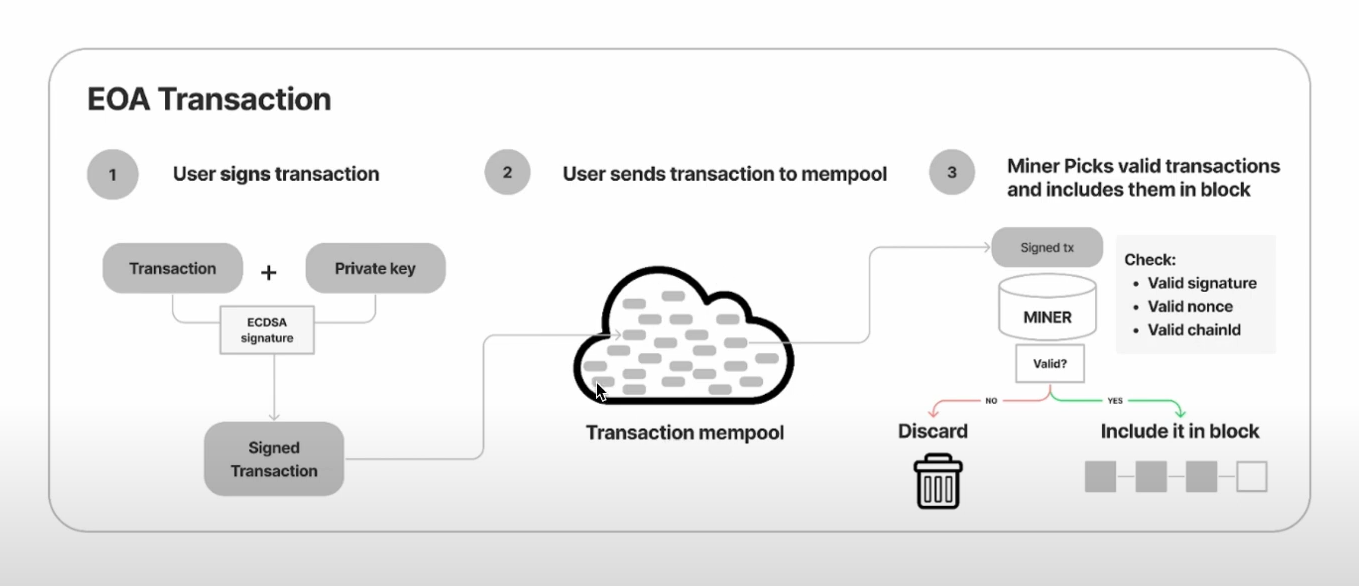 EOA Transaction
1
User signs transaction
2
User sends transaction to mempool
3
Miner Picks valid transactions
and includes them in block
Transaction
+
Private key
ECDSA
signature
Signed
Transaction
Transaction mempool
Signed tx
MINER
Valid?
Check:
• Valid signature
• Valid nonce
• Valid chainId
NO
YES
Discard
Include it in block